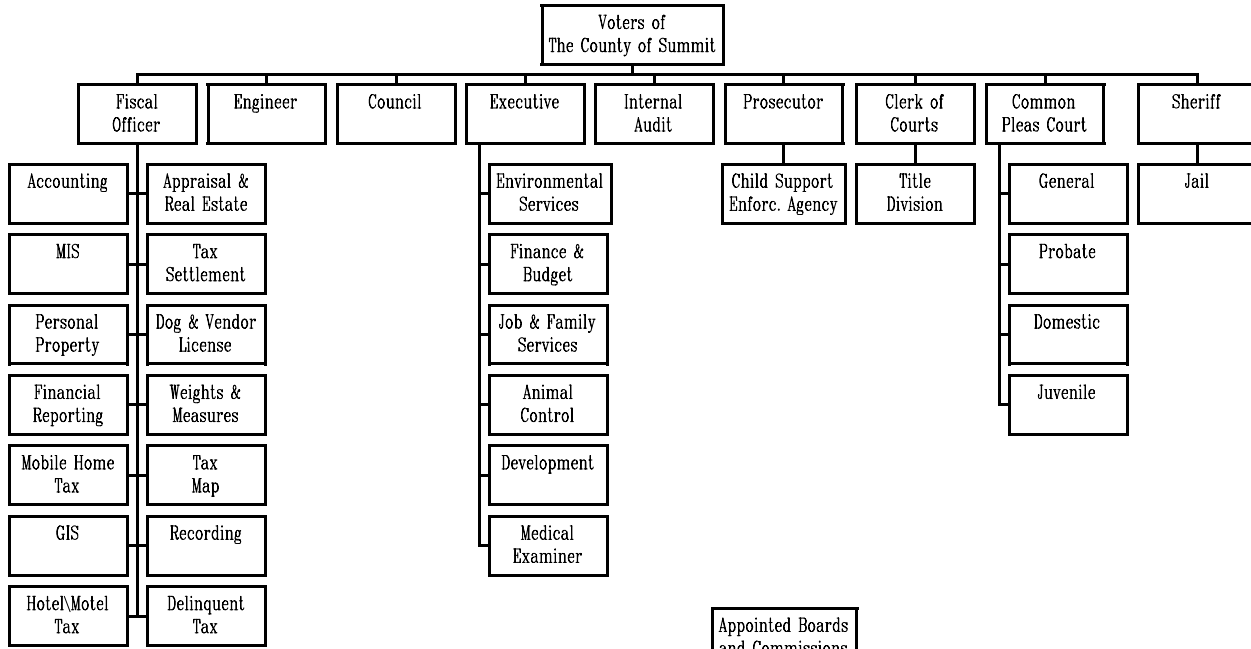 Voters of
The County of Summit
Fiscal
Officer
Engineer
Council
Executive
Internal
Audit
Prosecutor
Clerk of
Courts
Common
Pleas Court
Sheriff
Accounting
Appraisal &
Real Estate
MIS
Tax
Settlement
Personal
Property
Dog & Vendor
License
Financial
Reporting
Weights &
Measures
Mobile Home
Tax
Tax
Map
GIS
Recording
Hotel\Motel
Tax
Delinquent
Tax
Environmental
Services
Finance &
Budget
Job & Family
Services
Animal
Control
Development
Medical
Examiner
Child Support
Enforc. Agency
Title
Division
General
Probate
Domestic
Juvenile
Jail
Appointed Boards
and Commissions